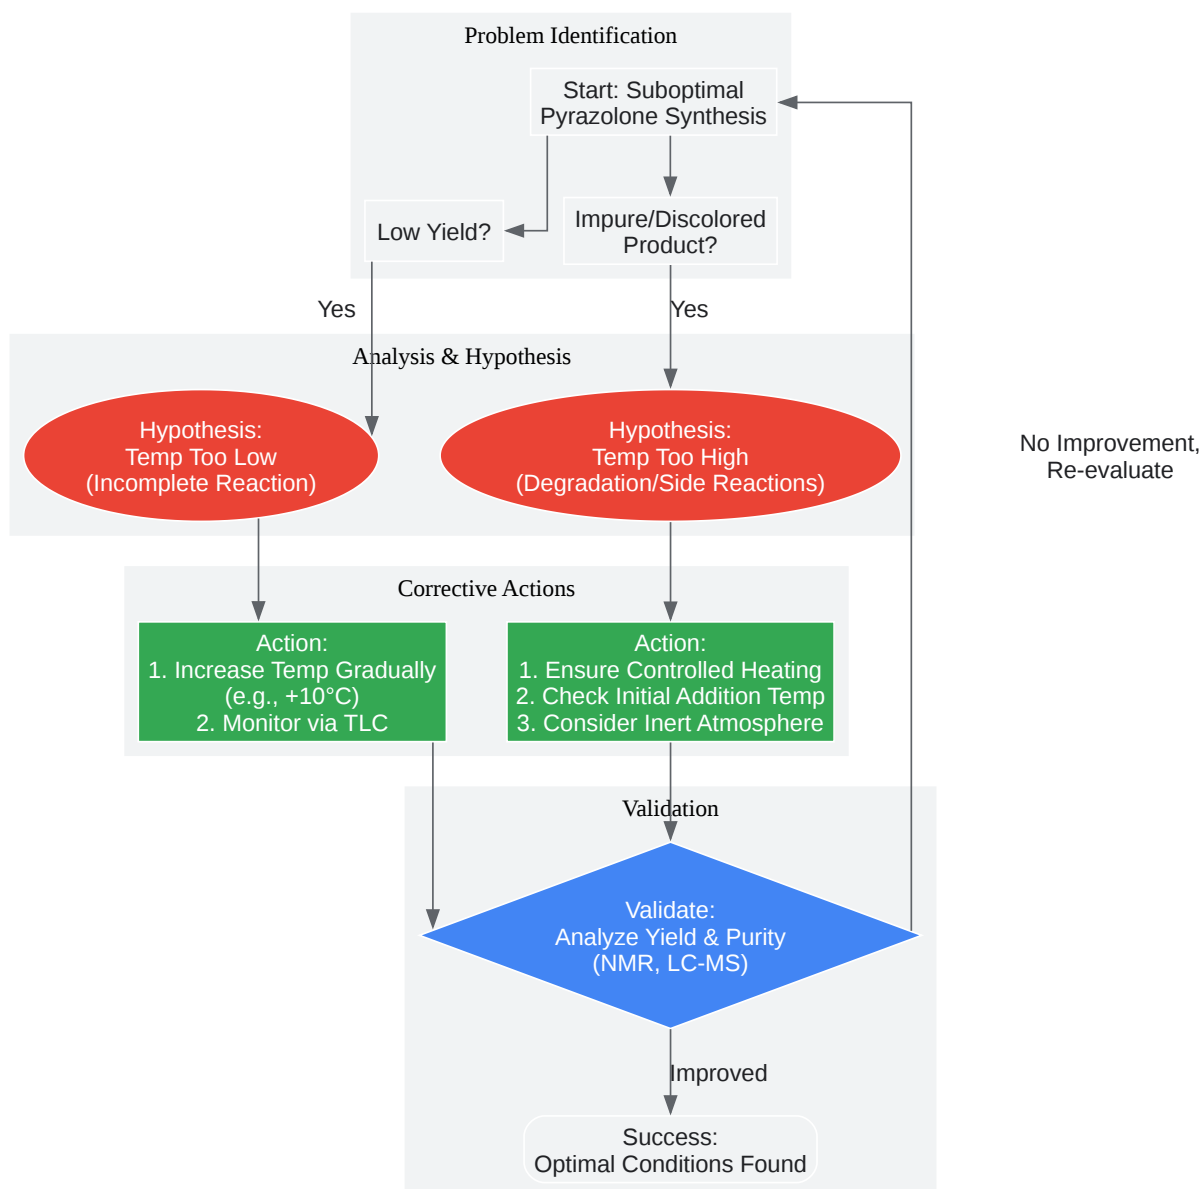 Problem Identification
Start: Suboptimal
Pyrazolone Synthesis
Low Yield?
Impure/Discolored
Product?
Yes
Yes
Analysis & Hypothesis
Hypothesis:
Temp Too Low
(Incomplete Reaction)
Hypothesis:
Temp Too High
(Degradation/Side Reactions)
No Improvement,
Re-evaluate
Corrective Actions
Action:
1. Increase Temp Gradually
(e.g., +10°C)
2. Monitor via TLC
Action:
1. Ensure Controlled Heating
2. Check Initial Addition Temp
3. Consider Inert Atmosphere
Validation
Validate:
Analyze Yield & Purity
(NMR, LC-MS)
Improved
Success:
Optimal Conditions Found